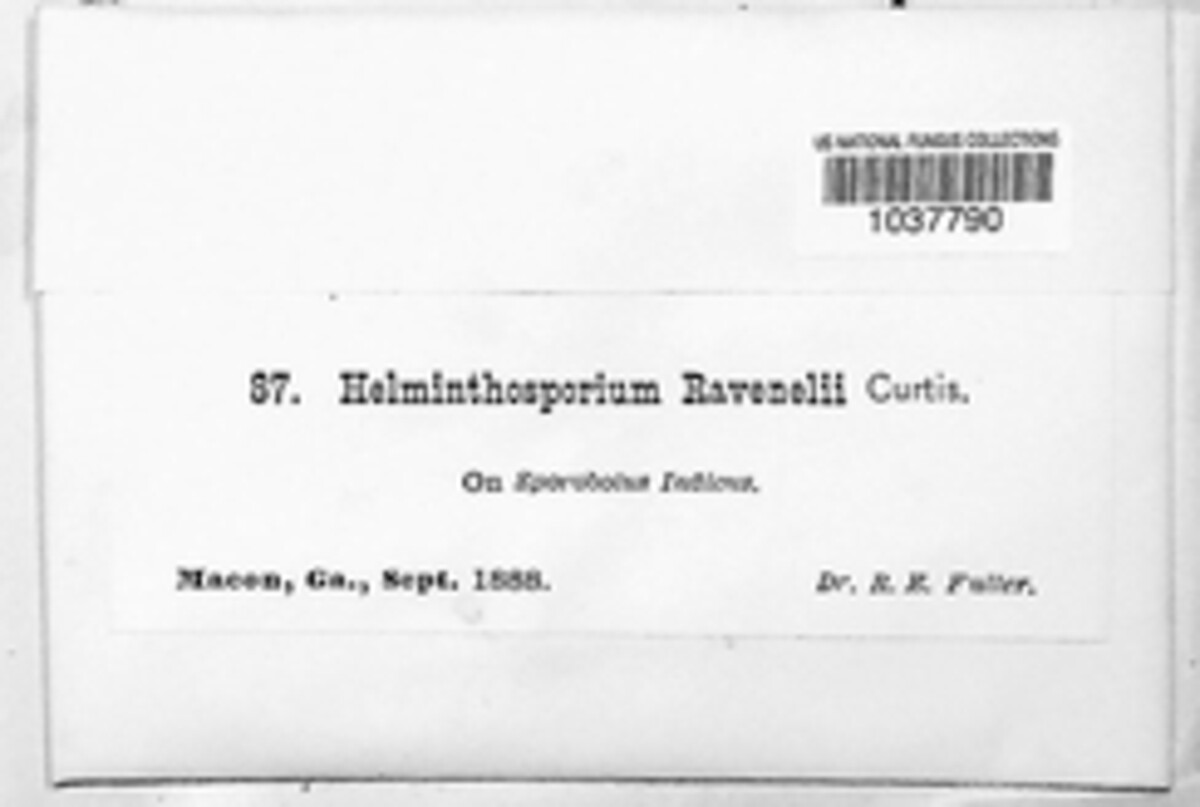 US NATIONAL FUNGUS COLLECTIONS
1037790
87. Helminthosporium Ravenelii Curtis.
On Sporobolus Indicus.
Macon, Ga., Sept. 1888.
Dr. Fuller.